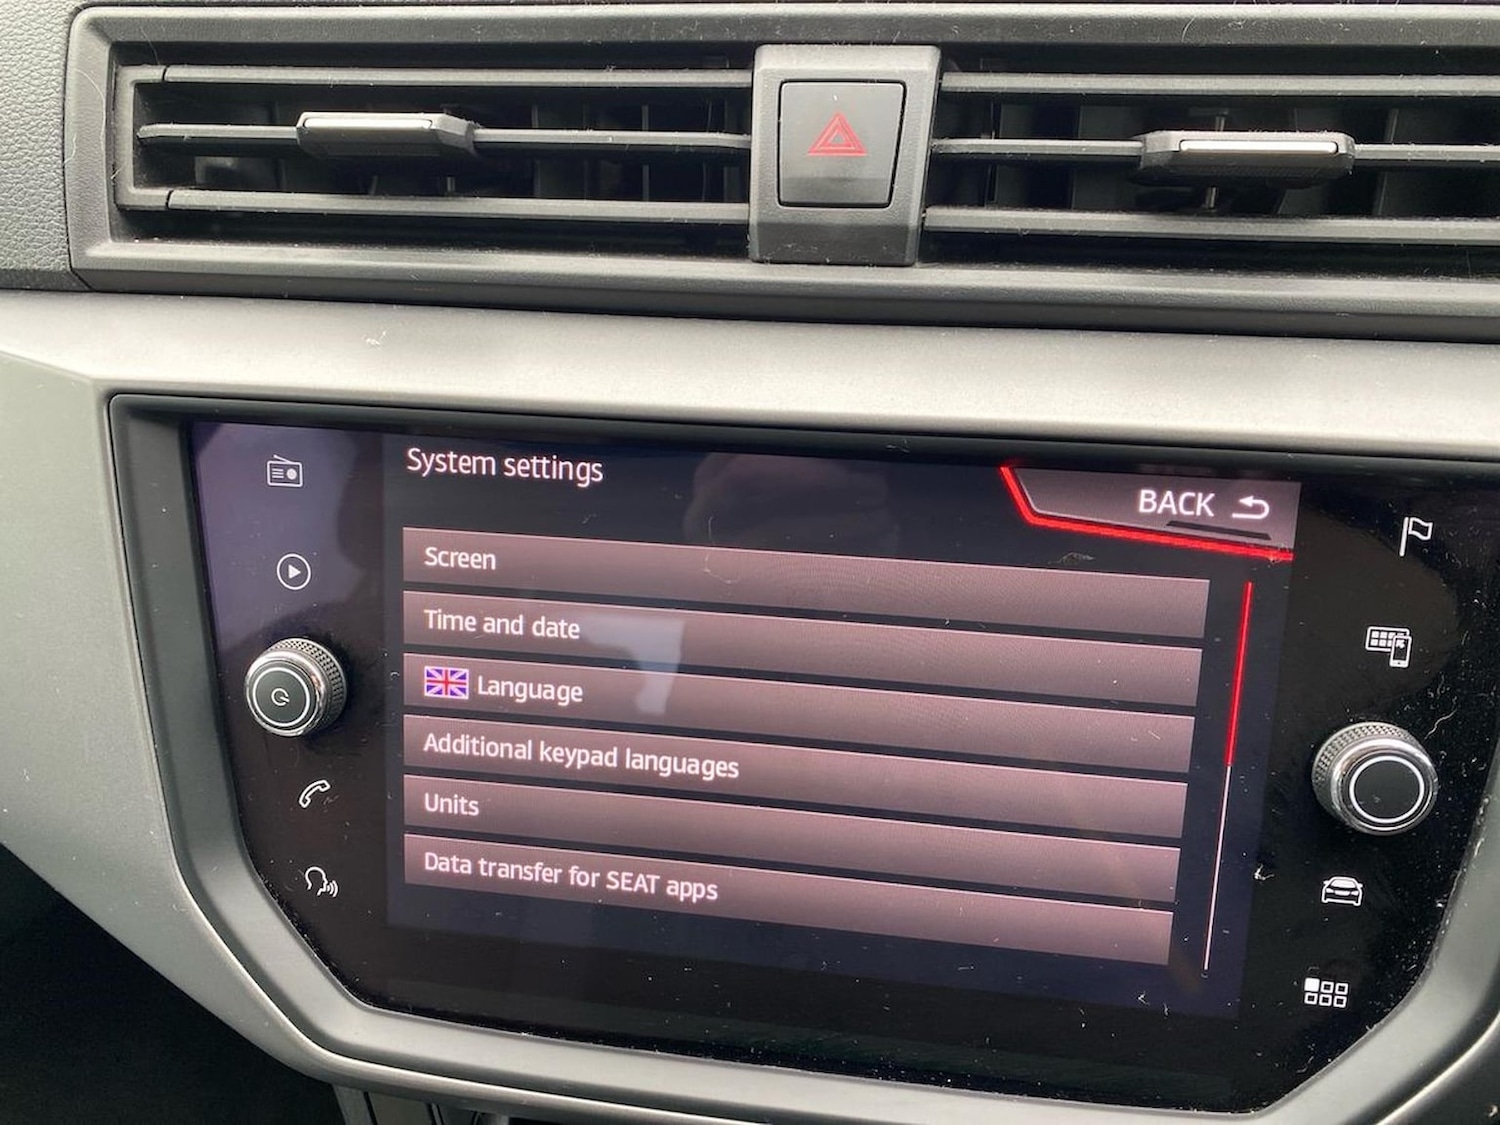 System settings
BACK
Screen
Time and date
Language
Additional keypad languages
Units
Data transfer for SEAT apps